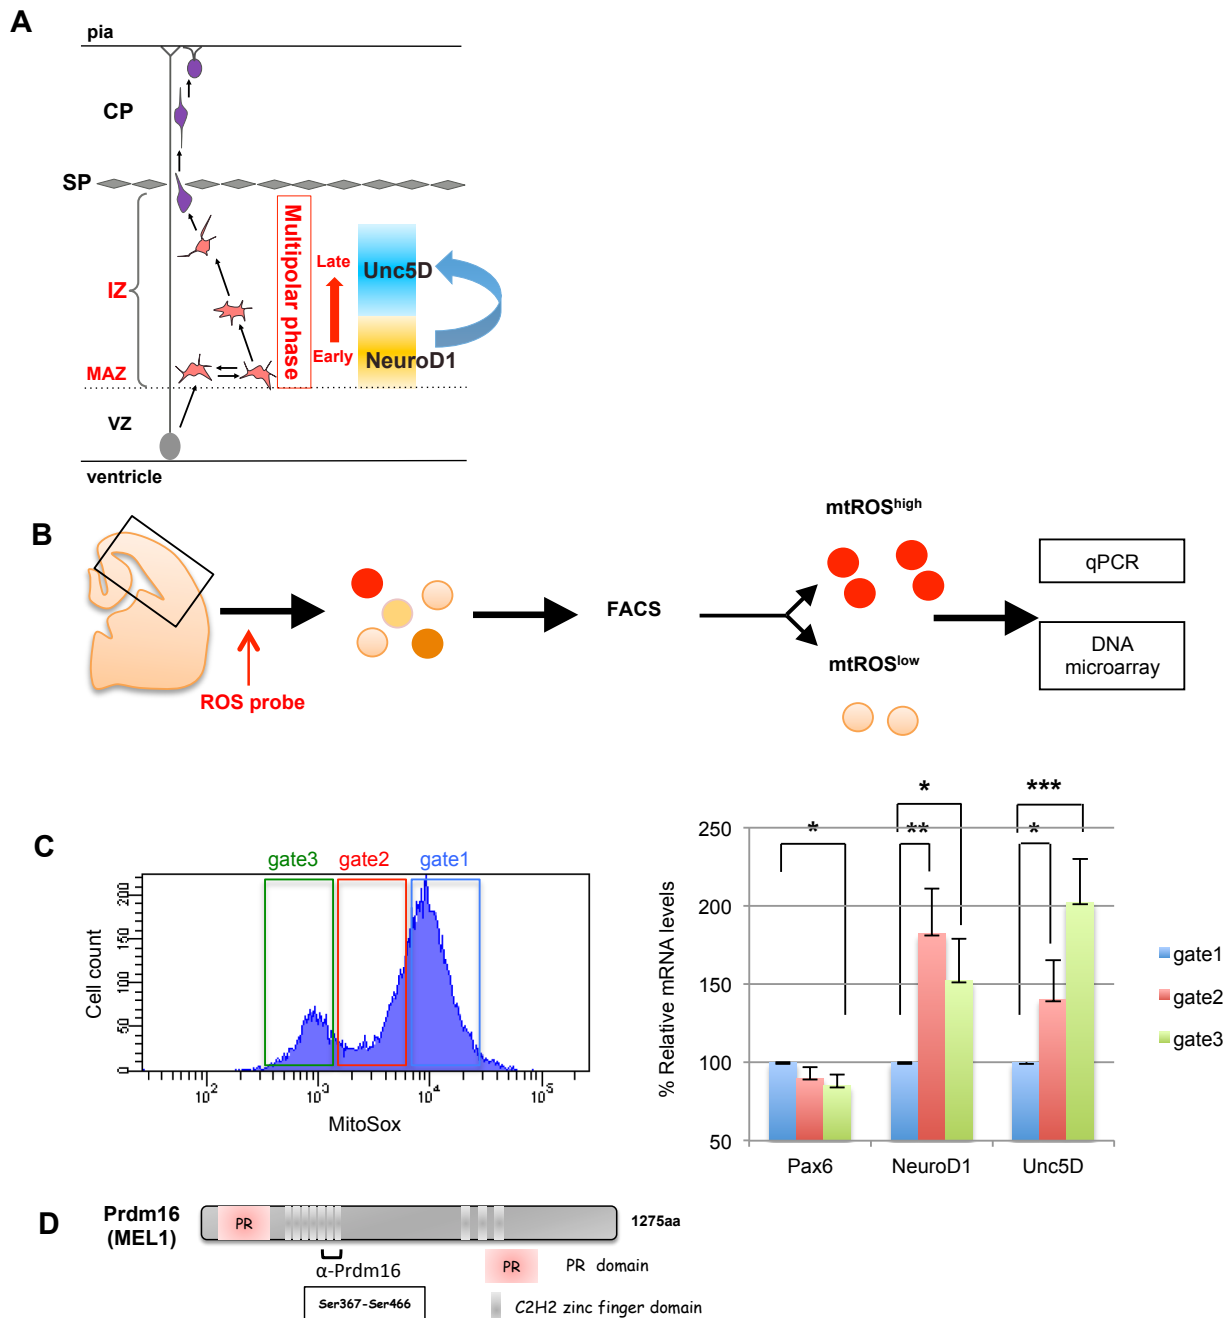 A
pia
CP
SP
Multipolar phase
Late
Unc5D
IZ
Early
NeuroD1
MAZ
VZ
ventricle
B
mtROShigh
qPCR
FACS
DNA
microarray
mtROSlow
ROS probe
C
gate3 gate2 gate1
Cell count
200
150
100
50
0
10² 10³ 10⁴ 10⁵
MitoSox
% Relative mRNA levels
250
200
150
100
50
* ** * * ***
Pax6 NeuroD1 Unc5D
gate1
gate2
gate3
D
Prdm16
(MEL1)
PR
1275aa
α-Prdm16
Ser367-Ser466
PR PR domain
C2H2 zinc finger domain